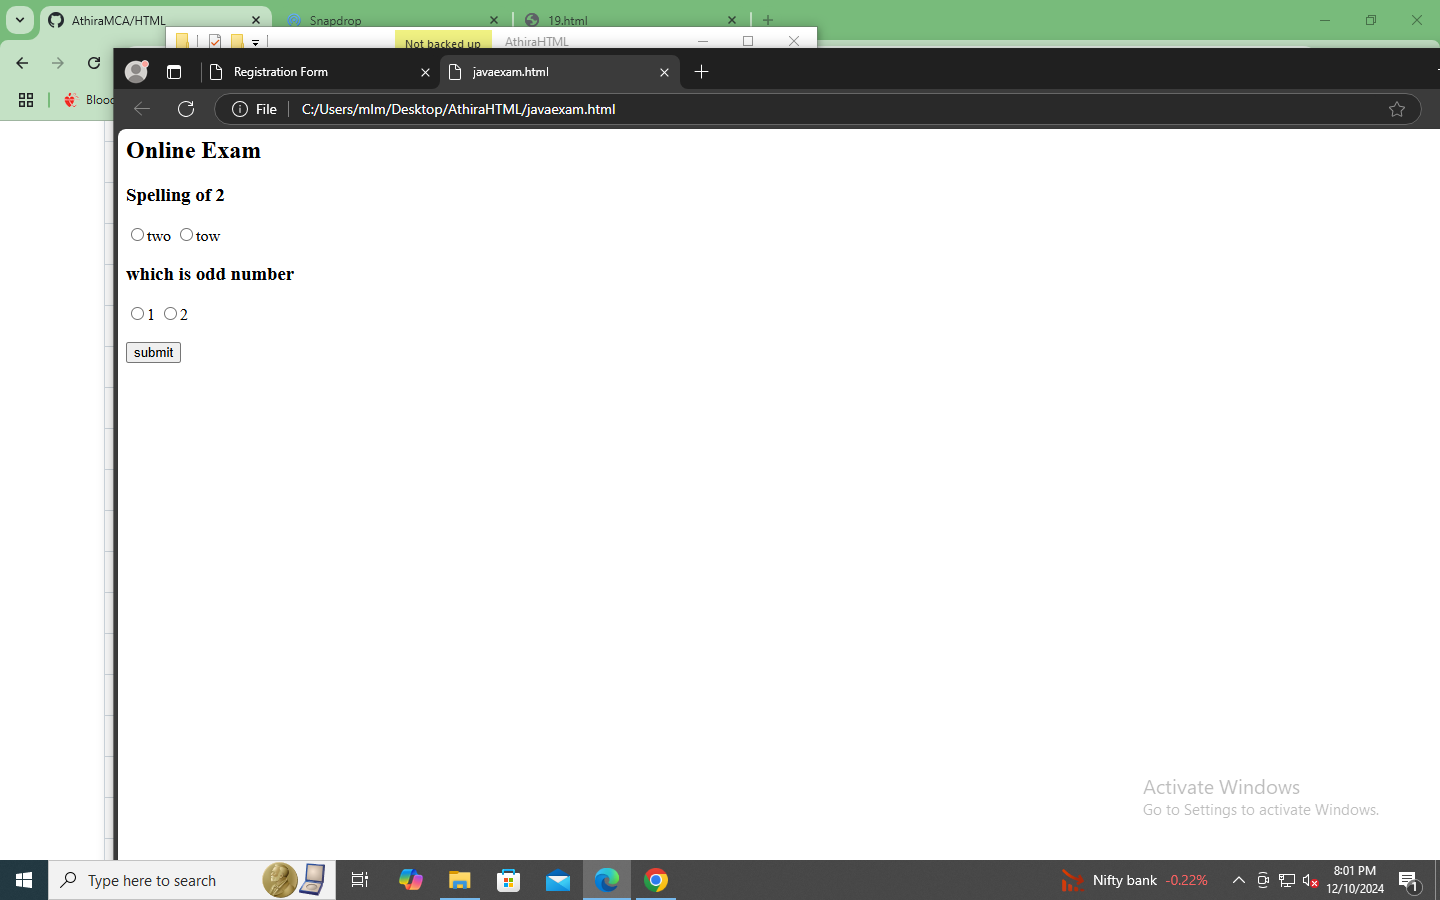 AthiraMCA/HTML
Snapdrop
19.html
Not backed up
AthiraHTML
Registration Form
javaexam.html
File
C:/Users/mlm/Desktop/AthiraHTML/javaexam.html
Online Exam
Spelling of 2
two tow
which is odd number
1 2
submit
Activate Windows
Go to Settings to activate Windows.
Type here to search
Nifty bank -0.22%
8:01 PM
12/10/2024
1